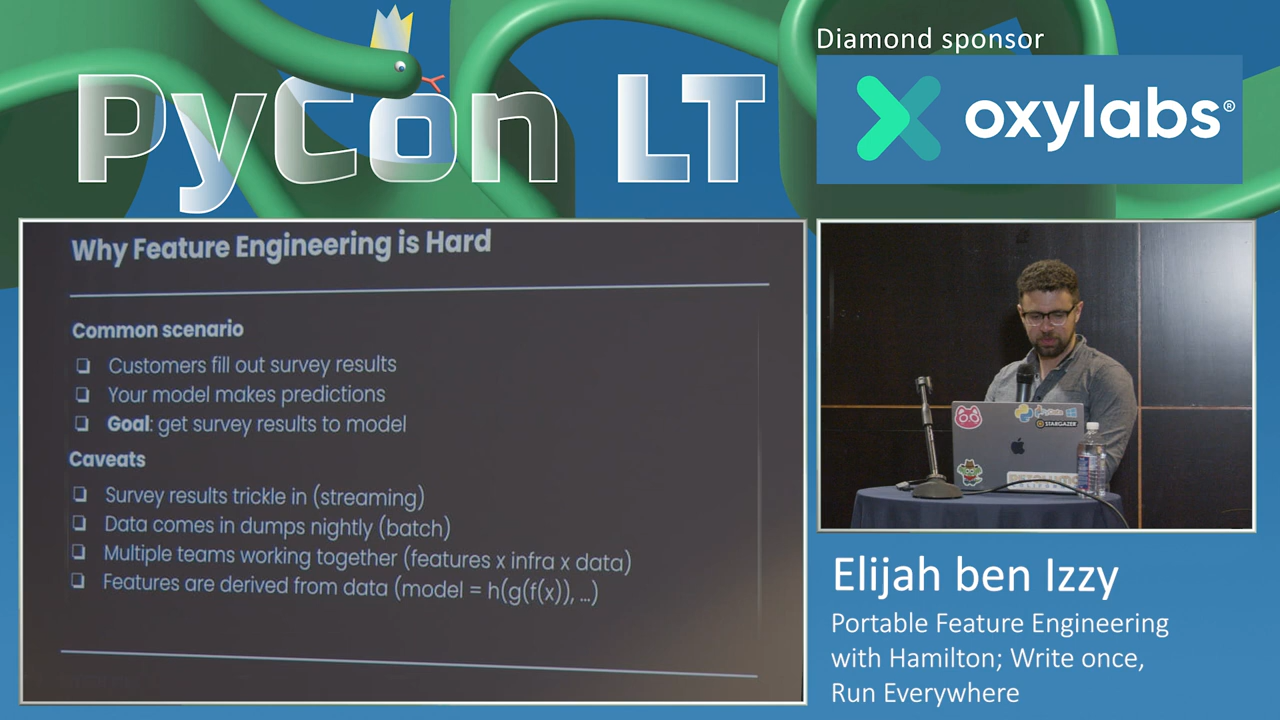 PyCon LT
Diamond sponsor
oxylabs®
Why Feature Engineering is Hard
Common scenario
❏ Customers fill out survey results
❏ Your model makes predictions
❏ Goal: get survey results to model
Caveats
❏ Survey results trickle in (streaming)
❏ Data comes in dumps nightly (batch)
❏ Multiple teams working together (features x infra x data)
❏ Features are derived from data (model = h(g(f(x)), ...)
STARGAZER
Elijah ben Izzy
Portable Feature Engineering
with Hamilton; Write once,
Run Everywhere